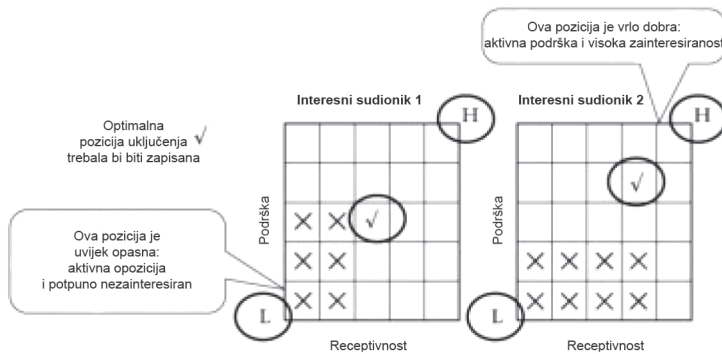 Ova pozicija je vrlo dobra:
aktivna podrška i visoka zainteresiranost
Interesni sudionik 1
Interesni sudionik 2
H
H
Optimalna
pozicija uključenja √
trebala bi biti zapisana
√
√
Podrška
Podrška
Ova pozicija je
uvijek opasna:
aktivna opozicija
i potpuno nezainteresiran
L
L
Receptivnost
Receptivnost